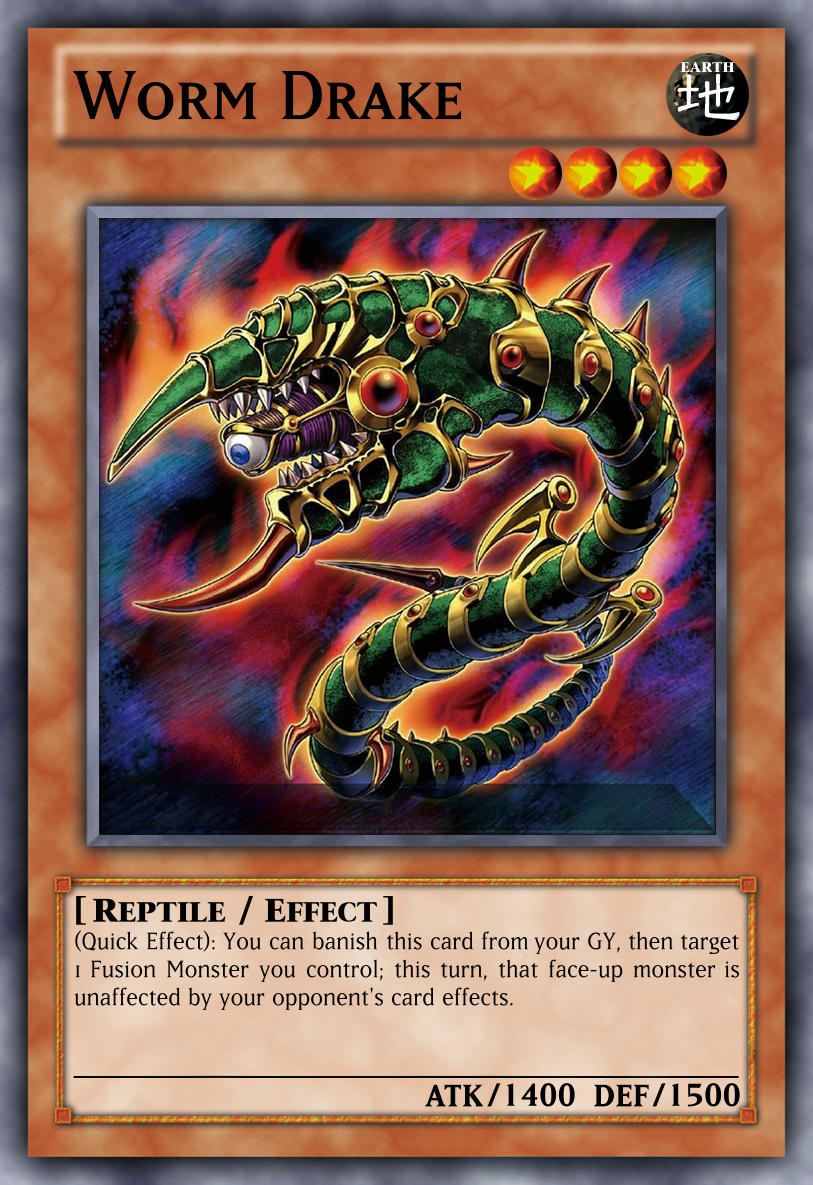 WORM DRAKE
EARTH
地
[ REPTILE / EFFECT ]
(Quick Effect): You can banish this card from your GY, then target
1 Fusion Monster you control; this turn, that face-up monster is
unaffected by your opponent's card effects.
ATK/1400 DEF/1500